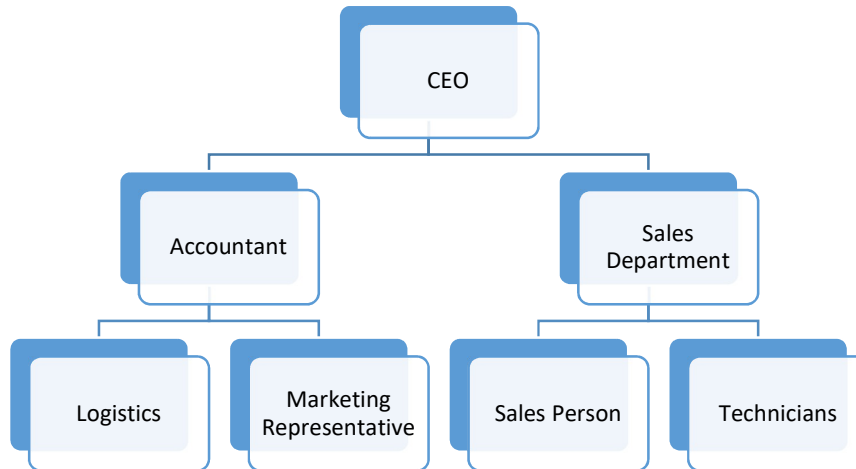 CEO
Accountant
Sales
Department
Logistics
Marketing
Representative
Sales Person
Technicians